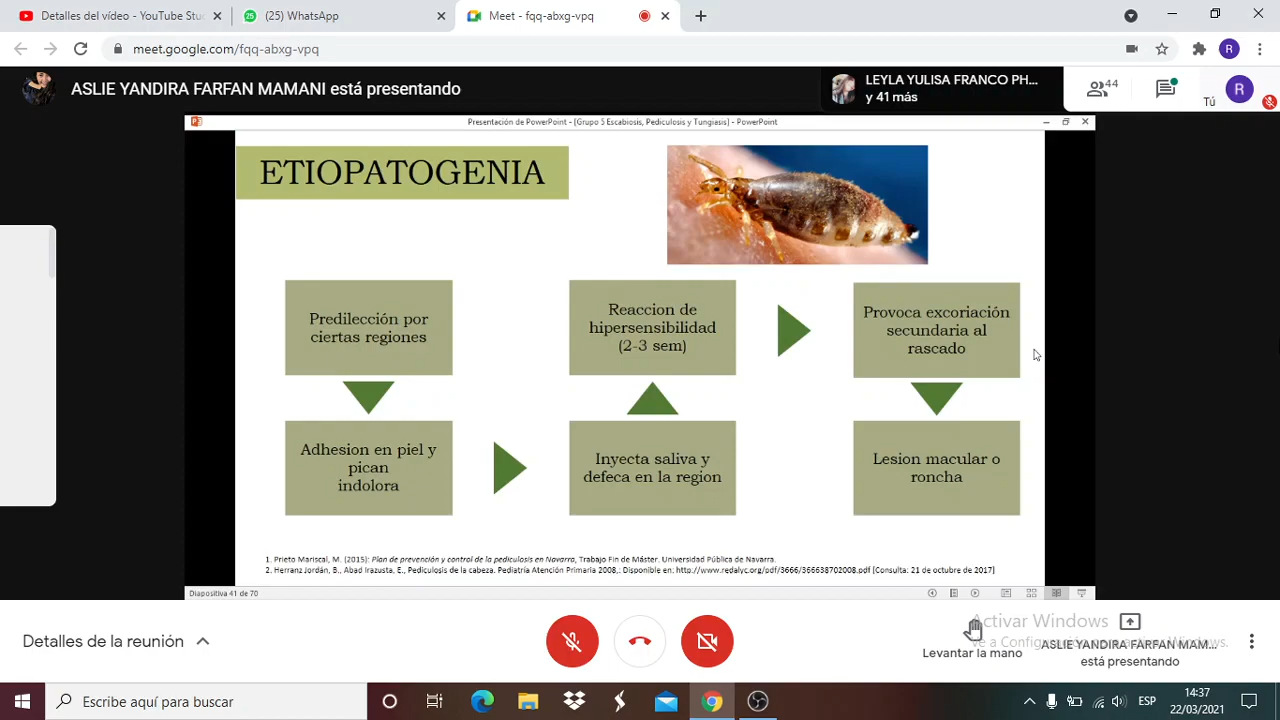 Detalles del vídeo - YouTube Stu
(25) WhatsApp
Meet - fqq-abxg-vpq
meet.google.com/fqq-abxg-vpq
R
ASLIE YANDIRA FARFAN MAMANI está presentando
LEYLA YULISA FRANCO PH...
y 41 más
44
Tú
R
Presentación de PowerPoint - [Grupo 5 Escabiosis, Pediculosis y Tungiasis] - PowerPoint
ETIOPATOGENIA
Predilección por
ciertas regiones
Adhesion en piel y
pican
indolora
Inyecta saliva y
defeca en la region
Reaccion de
hipersensibilidad
(2-3 sem)
Provoca excoriación
secundaria al
rascado
Lesion macular o
roncha
1. Prieto Mariscal, M. (2015): Plan de prevención y control de la pediculosis en Navarra, Trabajo Fin de Máster. Universidad Pública de Navarra.
2. Herranz Jordán, B., Abad Irazusta, E., Pediculosis de la cabeza. Pediatría Atención Primaria 2008,: Disponible en: http://www.redalyc.org/pdf/3666/366638702008.pdf [Consulta: 21 de octubre de 2017]
Diapositiva 41 de 70
Detalles de la reunión
Activar Windows
Ve a Configuración para activar Windows.
Levantar la mano
ASLIE YANDIRA FARFAN MAM...
está presentando
Escribe aquí para buscar
ESP
14:37
22/03/2021